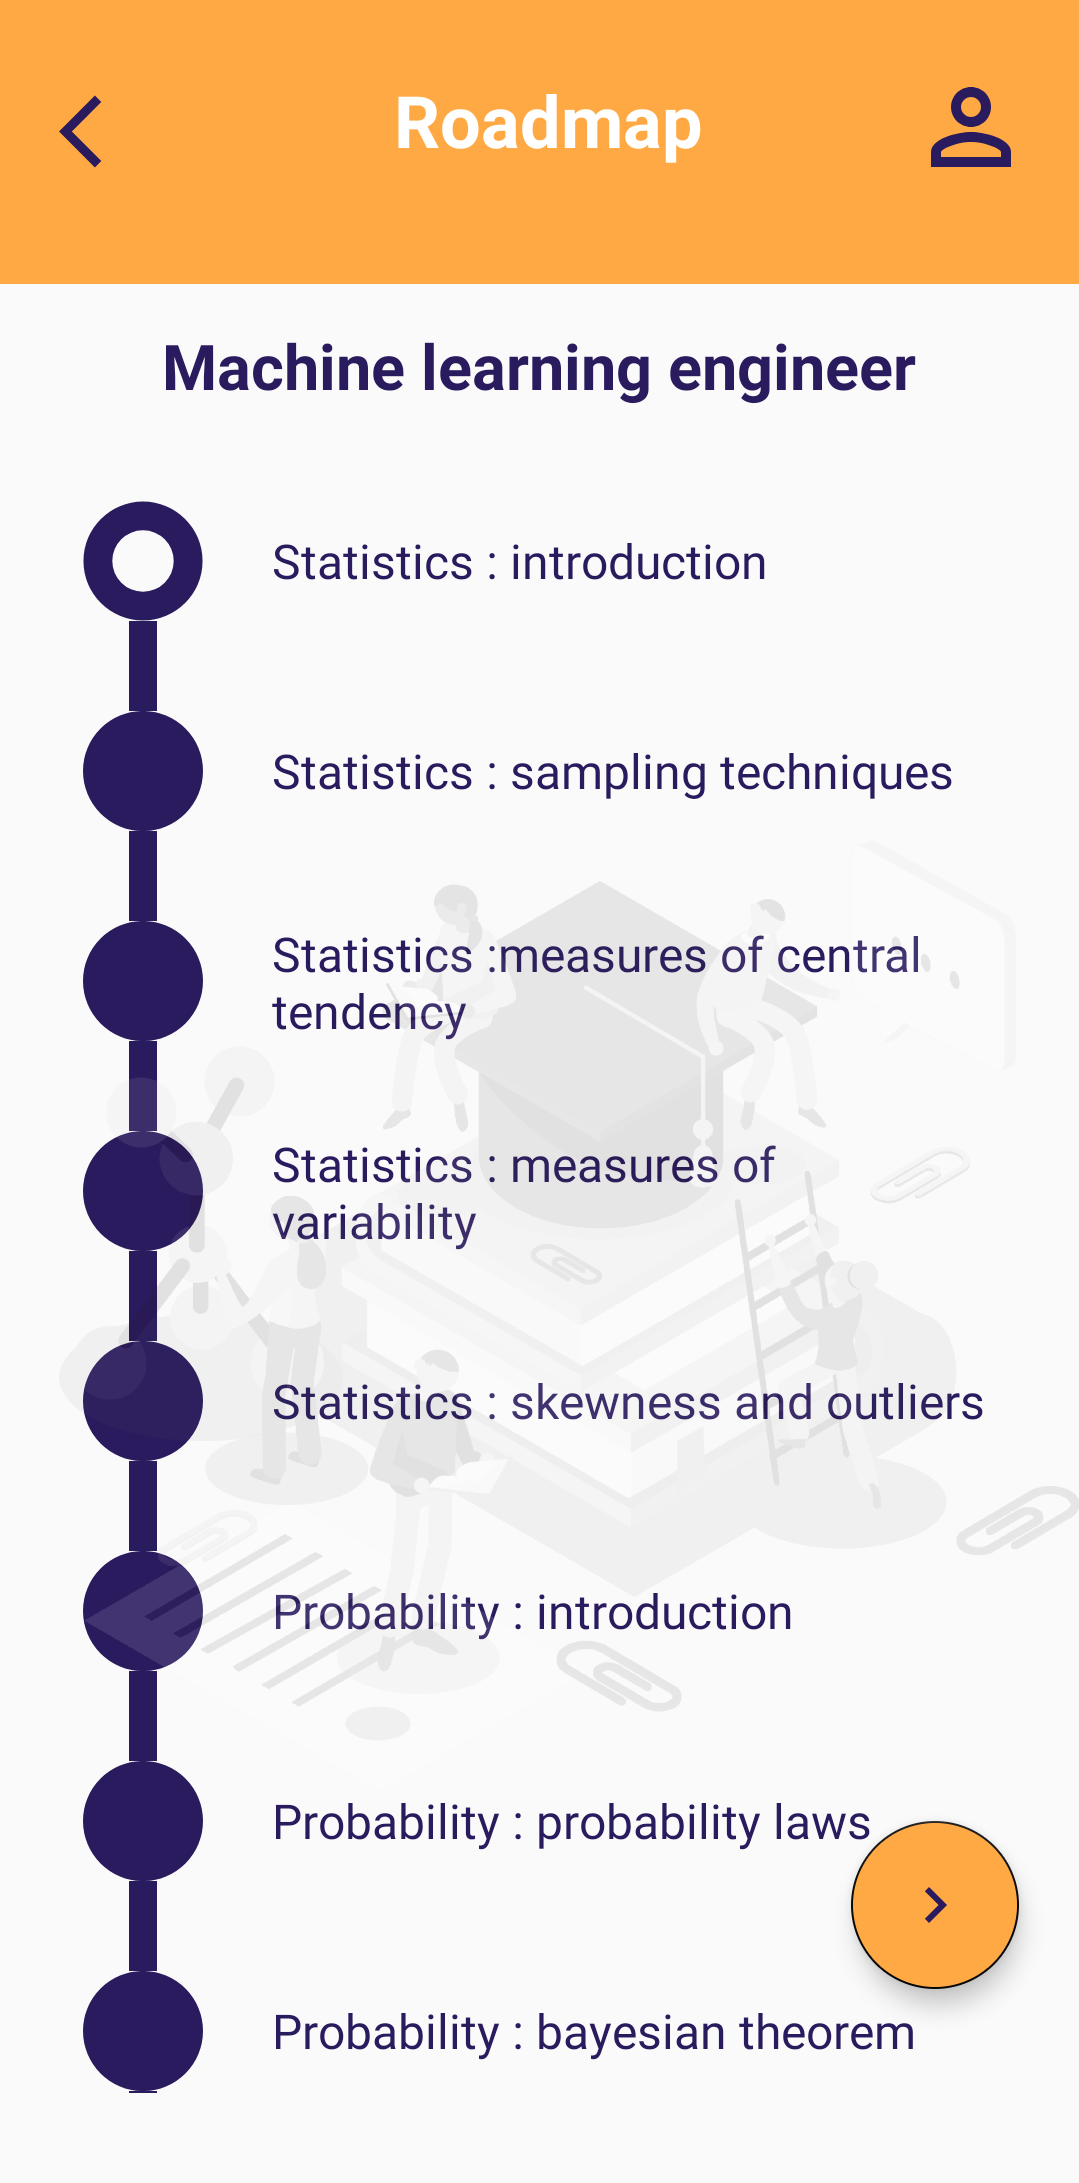 Roadmap
Machine learning engineer
Statistics : introduction
Statistics : sampling techniques
Statistics :measures of central
tendency
Statistics : measures of
variability
Statistics : skewness and outliers
Probability : introduction
Probability : probability laws
Probability : bayesian theorem